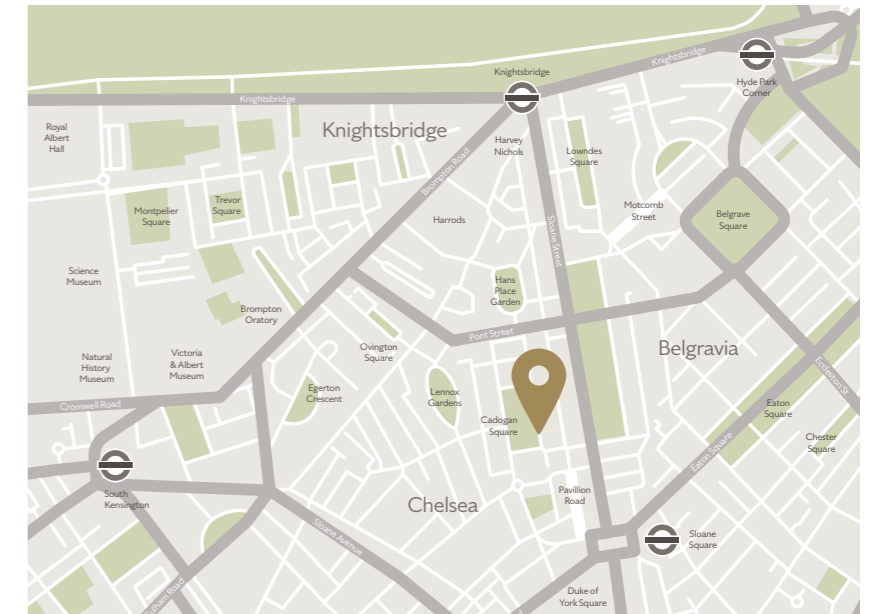 Knightsbridge
Knightsbridge
Hyde Park
Corner
Knightsbridge
Royal
Albert
Hall
Knightsbridge
Harvey
Nichols
Lowndes
Square
Brompton Road
Montpelier
Square
Trevor
Square
Harrods
Sloane Street
Motcomb
Street
Belgrave
Square
Science
Museum
Brompton
Oratory
Hans
Place
Garden
Pont Street
Natural
History
Museum
Victoria
& Albert
Museum
Ovington
Square
Belgravia
Eccleston St
Cromwell Road
Egerton
Crescent
Lennox
Gardens
Cadogan
Square
Eaton
Square
Chester
Square
Eaton Square
South
Kensington
Chelsea
Pavillion
Road
Sloane Avenue
Sloane
Square
Duke of
York Square